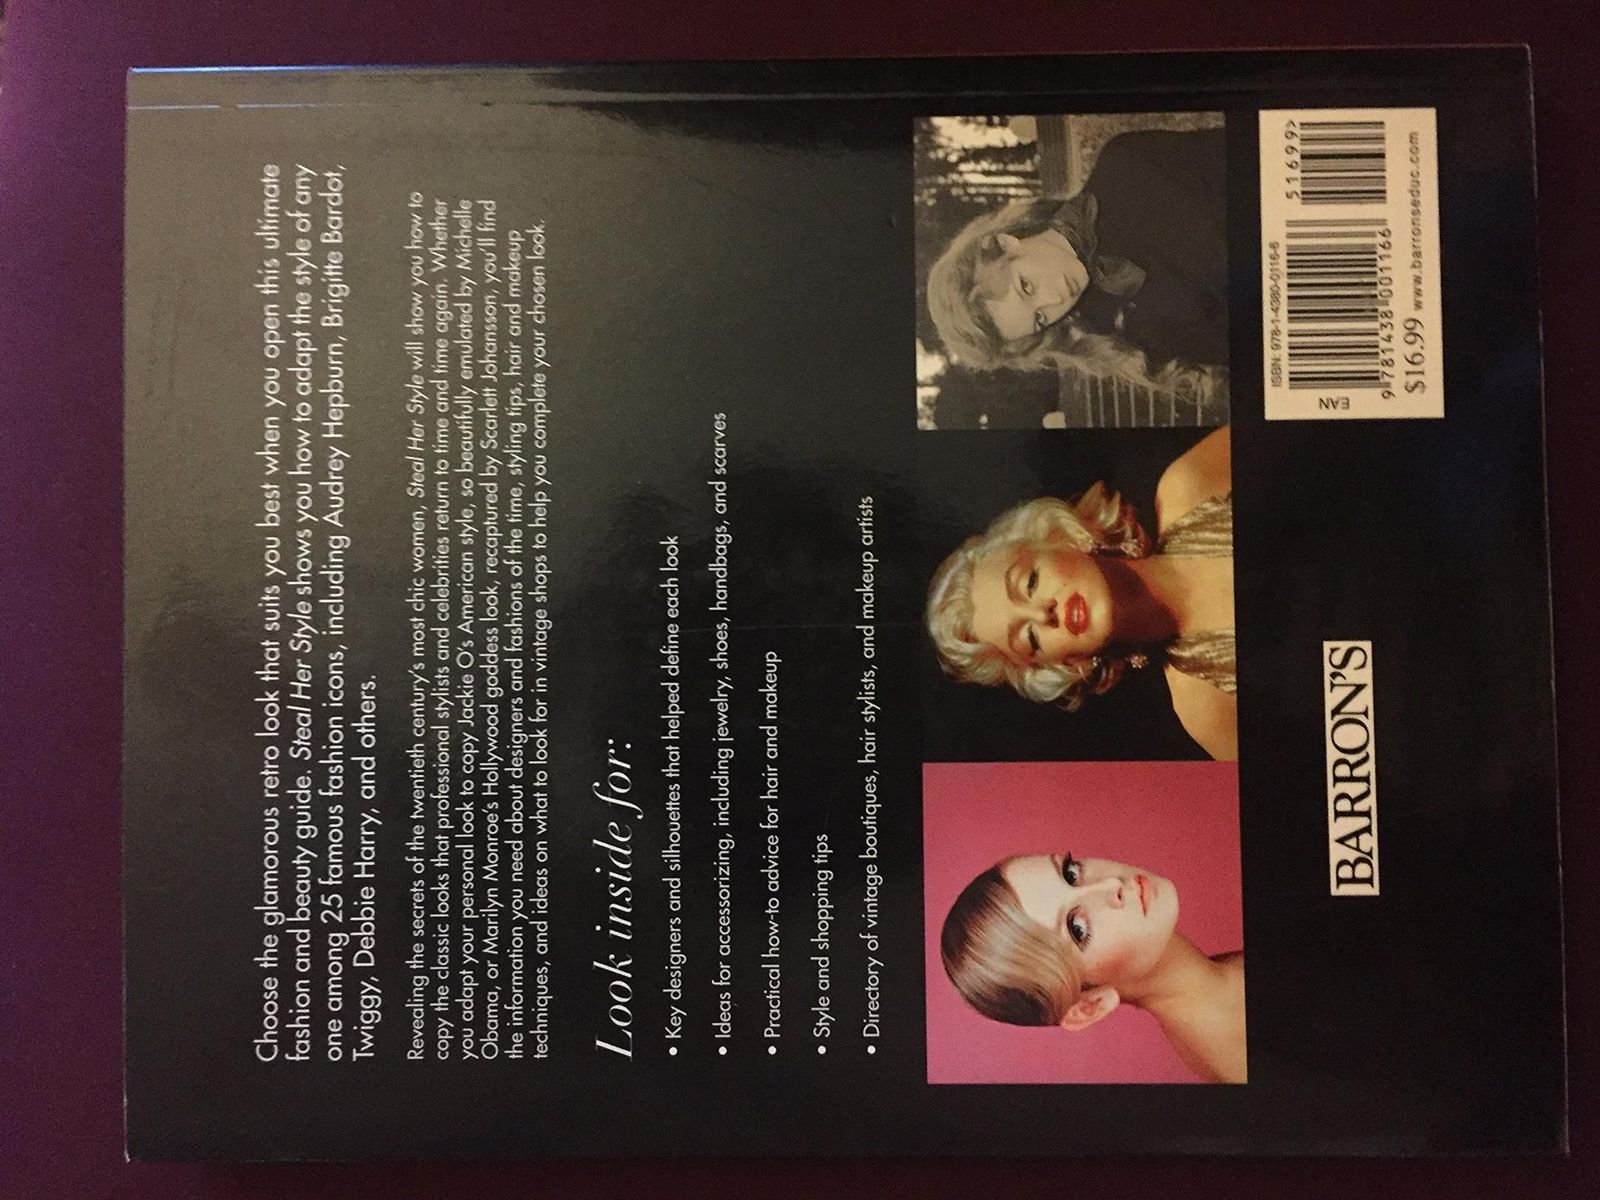 Choose the glamorous retro look that suits you best when you open this ultimate
fashion and beauty guide. Steal Her Style shows you how to adapt the style of any
one among 25 famous fashion icons, including Audrey Hepburn, Brigitte Bardot,
Twiggy, Debbie Harry, and others.
Revealing the secrets of the twentieth century's most chic women, Steal Her Style will show you how to
copy the classic looks that professional stylists and celebrities return to time and time again. Whether
you adapt your personal look to copy Jackie O's American style, so beautifully emulated by Michelle
Obama, or Marilyn Monroe's Hollywood goddess look, recaptured by Scarlett Johansson, you'll find
the information you need about designers and fashions of the time, styling tips, hair and makeup
techniques, and ideas on what to look for in vintage shops to help you complete your chosen look.
Look inside for:
• Key designers and silhouettes that helped define each look
• Ideas for accessorizing, including jewelry, shoes, handbags, and scarves
• Practical how-to advice for hair and makeup
• Style and shopping tips
• Directory of vintage boutiques, hair stylists, and makeup artists
BARRON'S
EAN
ISBN: 978-1-4380-0116-6
51699>
9 781438 001166
$16.99 www.barronseduc.com